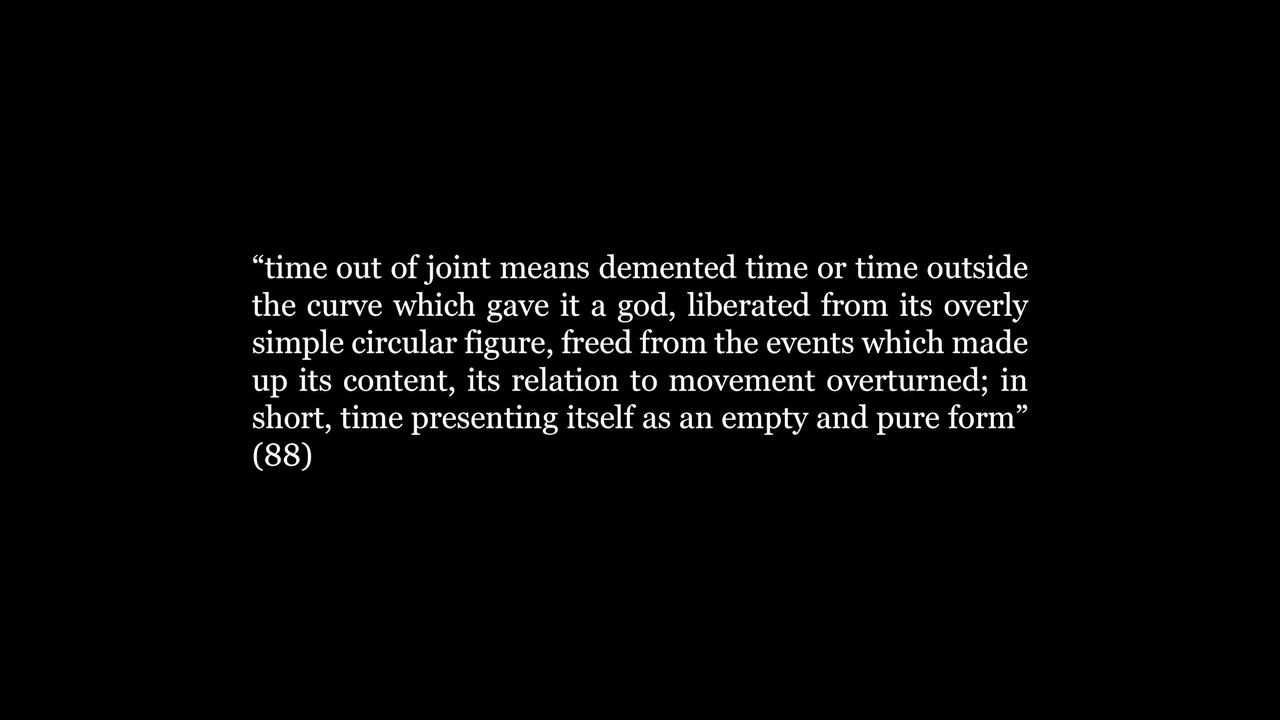 “time out of joint means demented time or time outside
the curve which gave it a god, liberated from its overly
simple circular figure, freed from the events which made
up its content, its relation to movement overturned; in
short, time presenting itself as an empty and pure form”
(88)